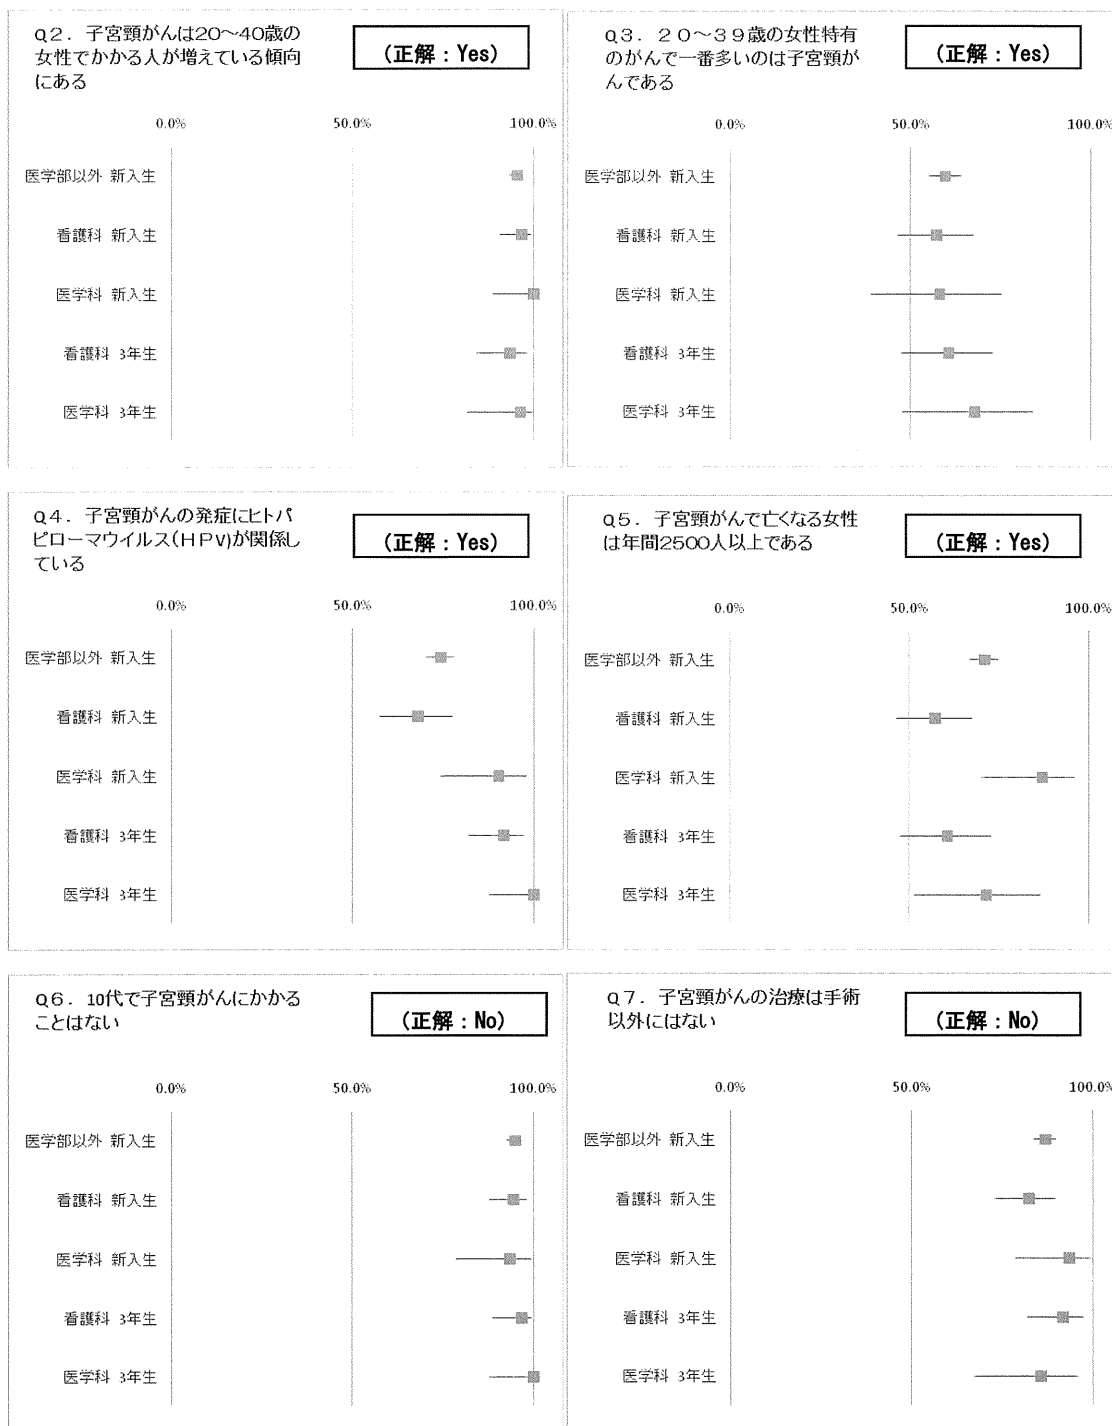 Q2．子宮頸がんは20〜40歳の
女性でかかる人が増えている傾向
にある
(正解：Yes)
0.0%
50.0%
100.0%
医学部以外 新入生
看護科 新入生
医学科 新入生
看護科 3年生
医学科 3年生
Q3．２０〜３９歳の女性特有
のがんで一番多いのは子宮頸が
んである
(正解：Yes)
0.0%
50.0%
100.0%
医学部以外 新入生
看護科 新入生
医学科 新入生
看護科 3年生
医学科 3年生
Q4．子宮頸がんの発症にヒトパ
ピローマウイルス(ＨＰＶ)が関係し
ている
(正解：Yes)
0.0%
50.0%
100.0%
医学部以外 新入生
看護科 新入生
医学科 新入生
看護科 3年生
医学科 3年生
Q5．子宮頸がんで亡くなる女性
は年間2500人以上である
(正解：Yes)
0.0%
50.0%
100.0%
医学部以外 新入生
看護科 新入生
医学科 新入生
看護科 3年生
医学科 3年生
Q6．10代で子宮頸がんにかかる
ことはない
(正解：No)
0.0%
50.0%
100.0%
医学部以外 新入生
看護科 新入生
医学科 新入生
看護科 3年生
医学科 3年生
Q7．子宮頸がんの治療は手術
以外にはない
(正解：No)
0.0%
50.0%
100.0%
医学部以外 新入生
看護科 新入生
医学科 新入生
看護科 3年生
医学科 3年生